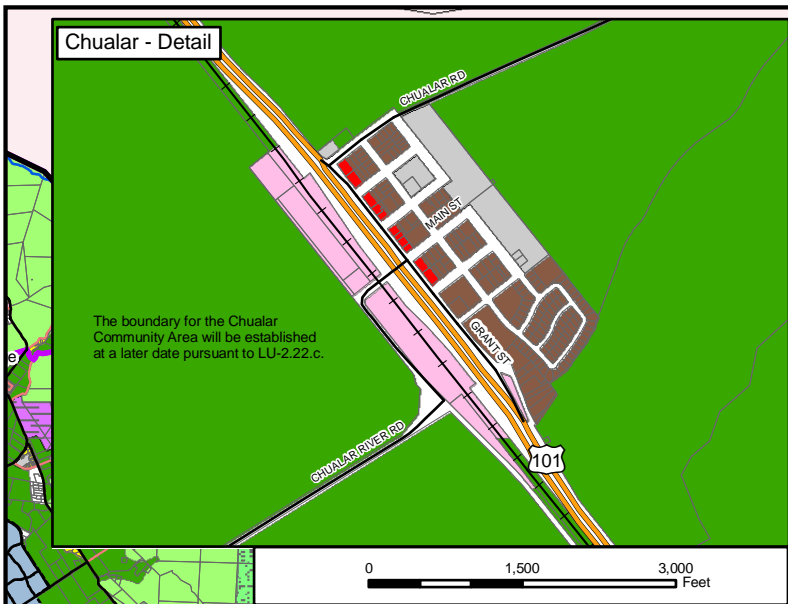 Chualar - Detail
CHUALAR RD
MAIN ST
The boundary for the Chualar
Community Area will be established
at a later date pursuant to LU-2.22.c.
GRANT ST
CHUALAR RIVER RD
101
e
0 1,500 3,000
Feet